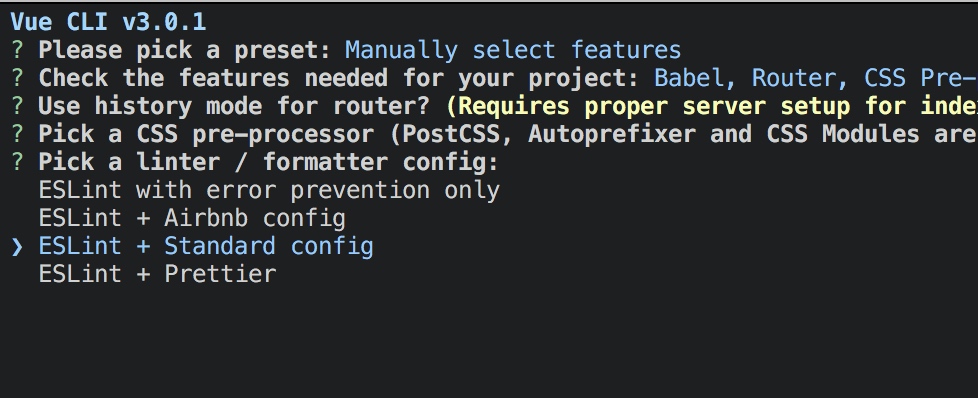 Vue CLI v3.0.1
? Please pick a preset: Manually select features
? Check the features needed for your project: Babel, Router, CSS Pre-
? Use history mode for router? (Requires proper server setup for inde
? Pick a CSS pre-processor (PostCSS, Autoprefixer and CSS Modules are
? Pick a linter / formatter config:
ESLint with error prevention only
ESLint + Airbnb config
❯ ESLint + Standard config
ESLint + Prettier